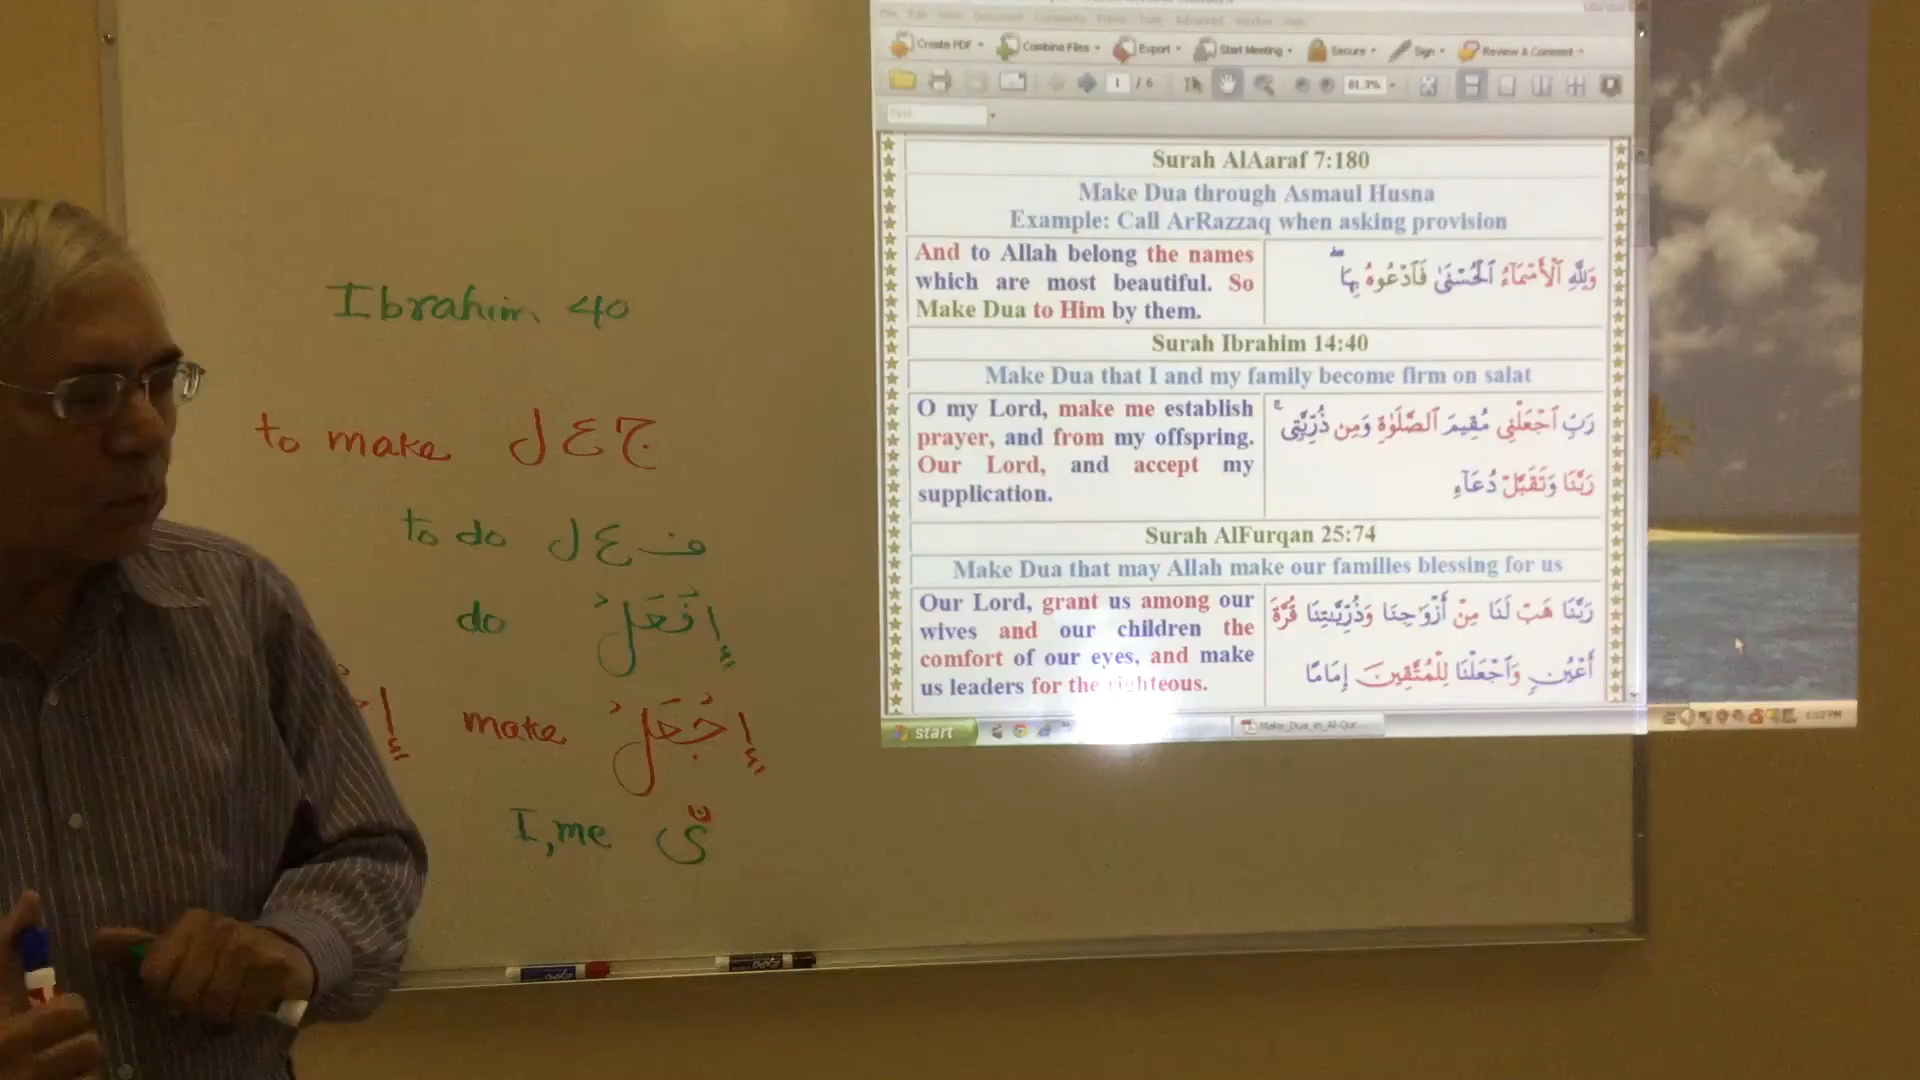 Ibrahim 40
to make ج ع ل
to do ف ع ل
do إِفْعَلْ
make إِجْعَلْ
I, me ي
Create PDF Combine Files Export Start Meeting Secure Sign Review & Comment
1 / 6 81.3%
Surah AlAaraf 7:180
Make Dua through Asmaul Husna
Example: Call ArRazzaq when asking provision
And to Allah belong the names
which are most beautiful. So
Make Dua to Him by them.
وَلِلَّهِ ٱلْأَسْمَآءُ ٱلْحُسْنَىٰ فَٱدْعُوهُ بِهَا ۖ
Surah Ibrahim 14:40
Make Dua that I and my family become firm on salat
O my Lord, make me establish
prayer, and from my offspring.
Our Lord, and accept my
supplication.
رَبِّ ٱجْعَلْنِى مُقِيمَ ٱلصَّلَوٰةِ وَمِن ذُرِّيَّتِى ۚ
رَبَّنَا وَتَقَبَّلْ دُعَآءِ
Surah AlFurqan 25:74
Make Dua that may Allah make our families blessing for us
Our Lord, grant us among our
wives and our children the
comfort of our eyes, and make
us leaders for the righteous.
رَبَّنَا هَبْ لَنَا مِنْ أَزْوَٰجِنَا وَذُرِّيَّـٰتِنَا قُرَّةَ
أَعْيُنٍ وَٱجْعَلْنَا لِلْمُتَّقِينَ إِمَامًا
start Make_Dua_in_Al-Qur...